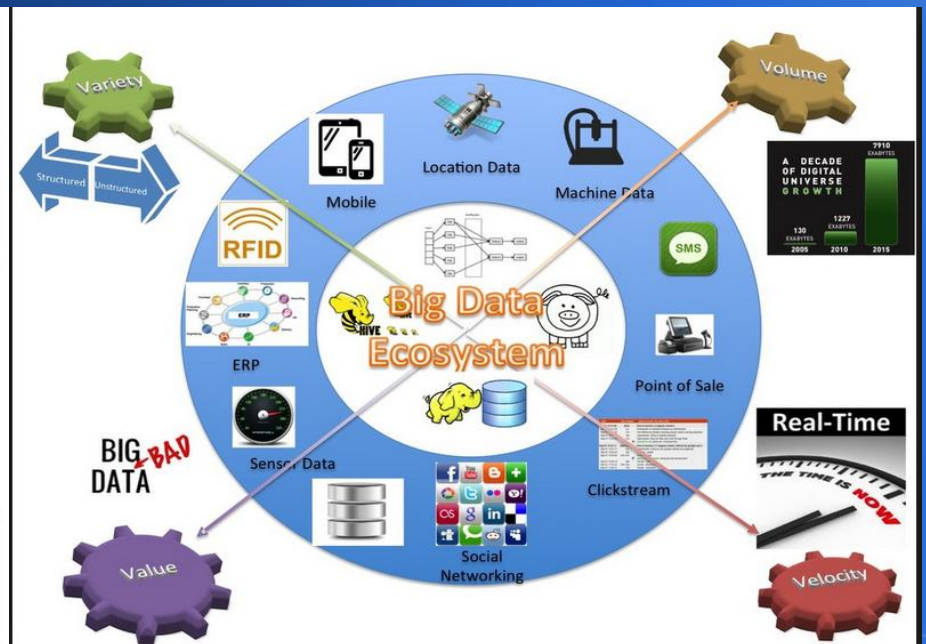 Variety
Structured
Unstructured
Volume
A DECADE
OF DIGITAL
UNIVERSE
GROWTH
130
EXABYTES
2005
1227
EXABYTES
2010
7910
EXABYTES
2015
Mobile
Location Data
Machine Data
RFID
SMS
ERP
ERP
HIVE
Big Data
Ecosystem
Point of Sale
Sensor Data
Clickstream
Social
Networking
BIG
≠BAD
DATA
Real-Time
THE TIME IS NOW
Value
Velocity